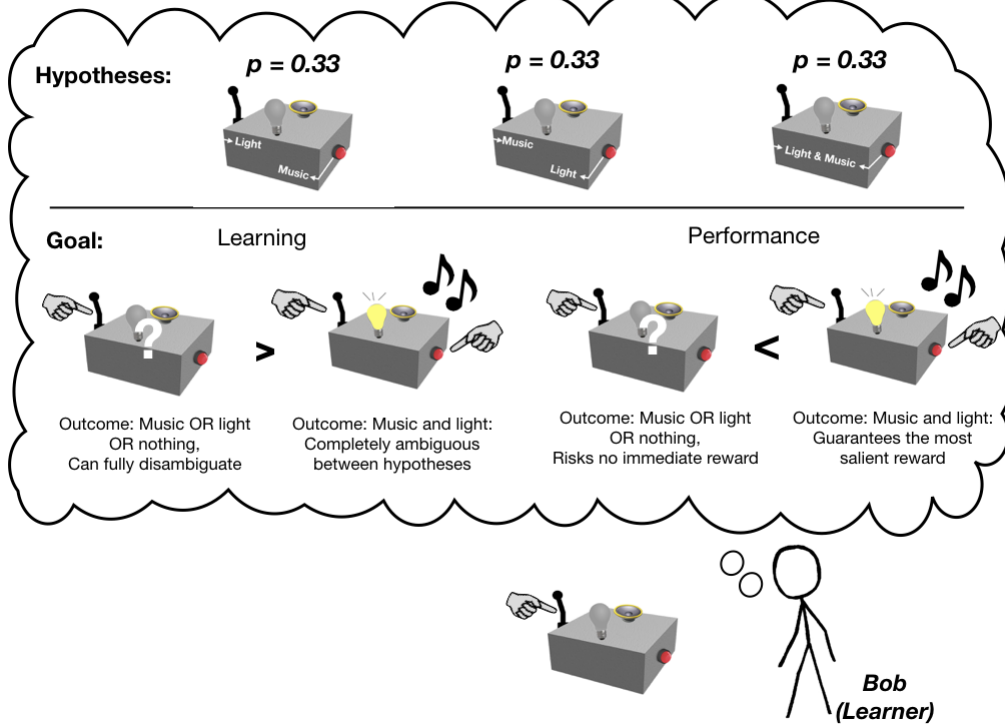 Hypotheses:
p = 0.33
p = 0.33
p = 0.33
Light
Music
Music
Light
Light & Music
Goal:
Learning
Performance
?
>
?
<
Outcome: Music OR light
OR nothing,
Can fully disambiguate
Outcome: Music and light:
Completely ambiguous
between hypotheses
Outcome: Music OR light
OR nothing,
Risks no immediate reward
Outcome: Music and light:
Guarantees the most
salient reward
Bob
(Learner)